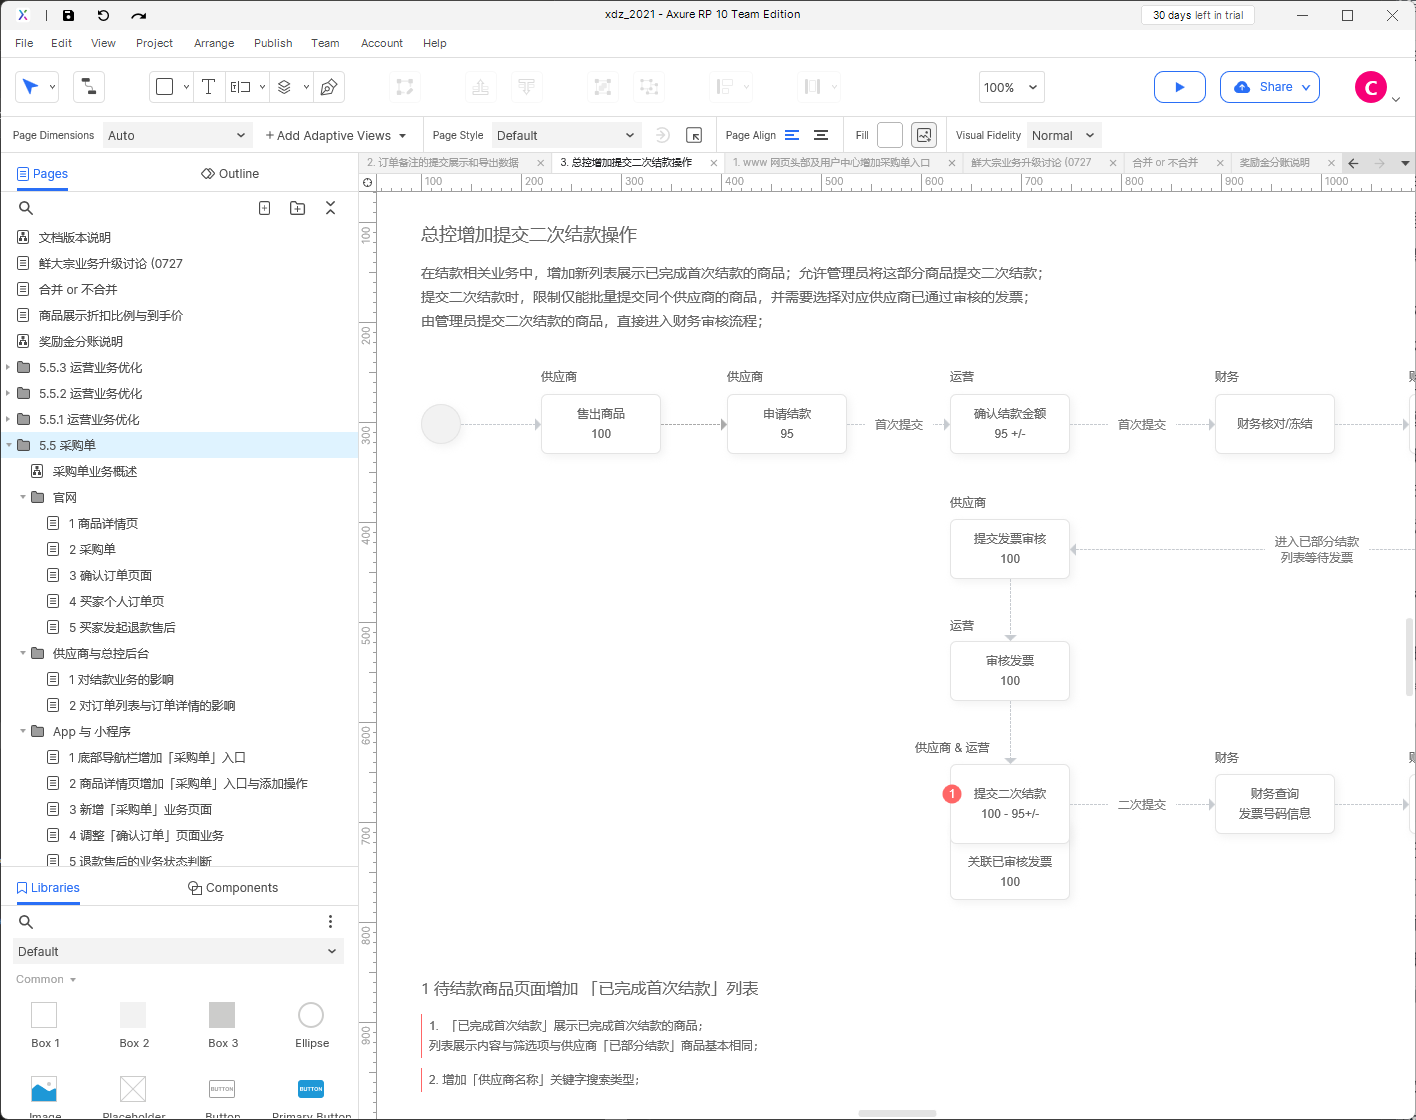 xdz_2021 - Axure RP 10 Team Edition
30 days left in trial
File Edit View Project Arrange Publish Team Account Help
100%
Share
C
Page Dimensions Auto + Add Adaptive Views Page Style Default Page Align Fill Visual Fidelity Normal
Pages Outline
2. 订单备注的提交展示和导出数据
3. 总控增加提交二次结款操作
1. www 网页头部及用户中心增加采购单入口
鲜大宗业务升级讨论 (0727
合并 or 不合并
奖励金分账说明
100 200 300 400 500 600 700 800 900 1000
100
200
300
400
500
600
700
800
900
文档版本说明
鲜大宗业务升级讨论 (0727
合并 or 不合并
商品展示折扣比例与到手价
奖励金分账说明
5.5.3 运营业务优化
5.5.2 运营业务优化
5.5.1 运营业务优化
5.5 采购单
采购单业务概述
官网
1 商品详情页
2 采购单
3 确认订单页面
4 买家个人订单页
5 买家发起退款售后
供应商与总控后台
1 对结款业务的影响
2 对订单列表与订单详情的影响
App 与 小程序
1 底部导航栏增加「采购单」入口
2 商品详情页增加「采购单」入口与添加操作
3 新增「采购单」业务页面
4 调整「确认订单」页面业务
5 退款售后的业务状态判断
Libraries Components
Default
Common
Box 1 Box 2 Box 3 Ellipse
BUTTON BUTTON
Image Placeholder Button Primary Button
总控增加提交二次结款操作
在结款相关业务中，增加新列表展示已完成首次结款的商品；允许管理员将这部分商品提交二次结款；
提交二次结款时，限制仅能批量提交同个供应商的商品，并需要选择对应供应商已通过审核的发票；
由管理员提交二次结款的商品，直接进入财务审核流程；
供应商
售出商品
100
供应商
申请结款
95
首次提交
运营
确认结款金额
95 +/-
首次提交
财务
财务核对/冻结
供应商
提交发票审核
100
进入已部分结款
列表等待发票
运营
审核发票
100
供应商 & 运营
1
提交二次结款
100 - 95+/-
关联已审核发票
100
二次提交
财务
财务查询
发票号码信息
1 待结款商品页面增加 「已完成首次结款」列表
1. 「已完成首次结款」展示已完成首次结款的商品；
列表展示内容与筛选项与供应商「已部分结款」商品基本相同；
2. 增加「供应商名称」关键字搜索类型；